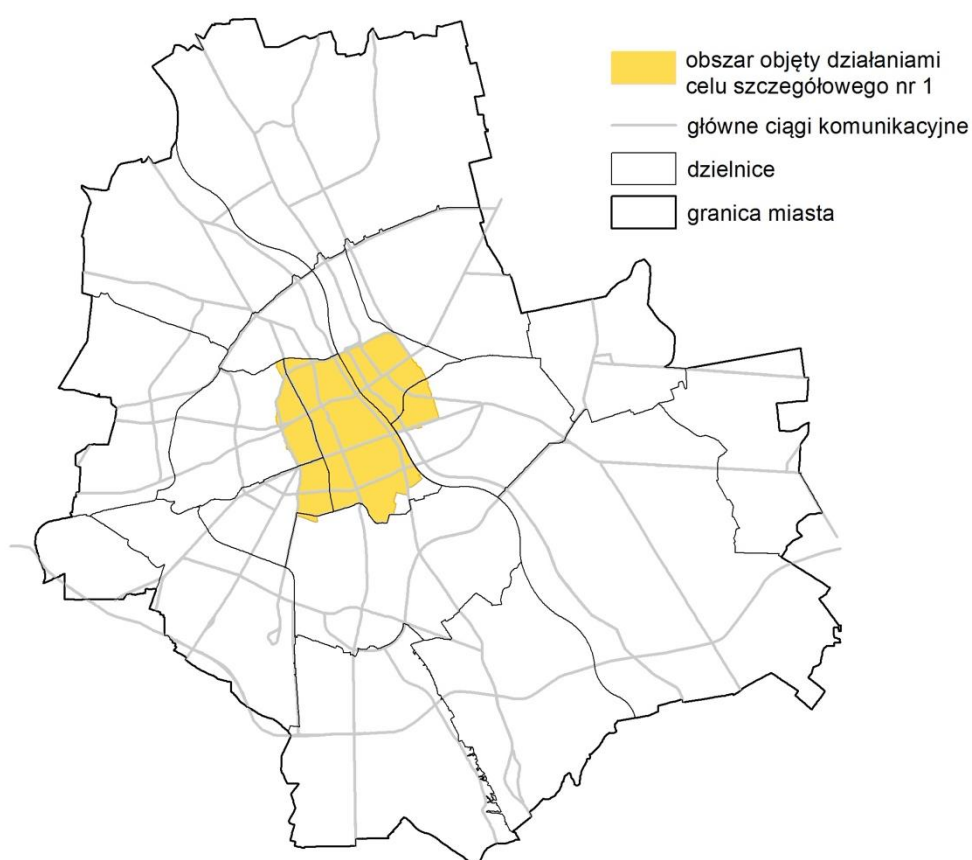 obszar objęty działaniami
celu szczegółowego nr 1
główne ciągi komunikacyjne
dzielnice
granica miasta